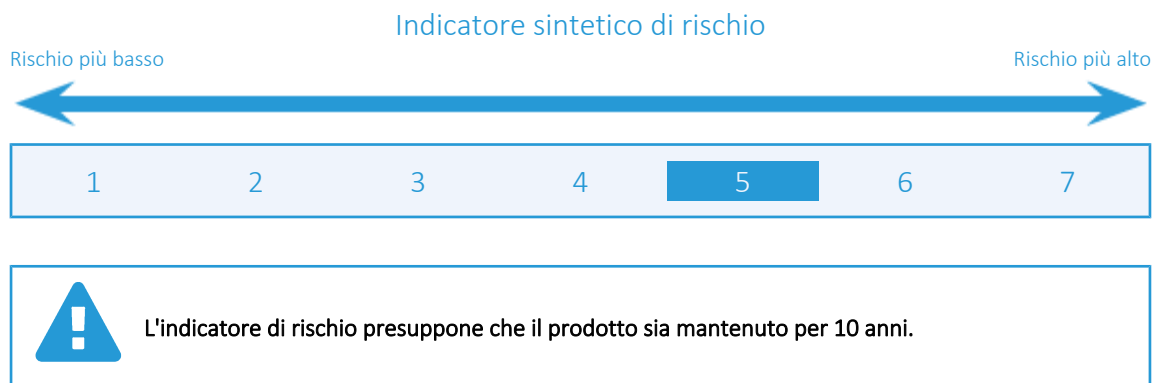 Indicatore sintetico di rischio
Rischio più basso Rischio più alto
1 2 3 4 5 6 7
L'indicatore di rischio presuppone che il prodotto sia mantenuto per 10 anni.